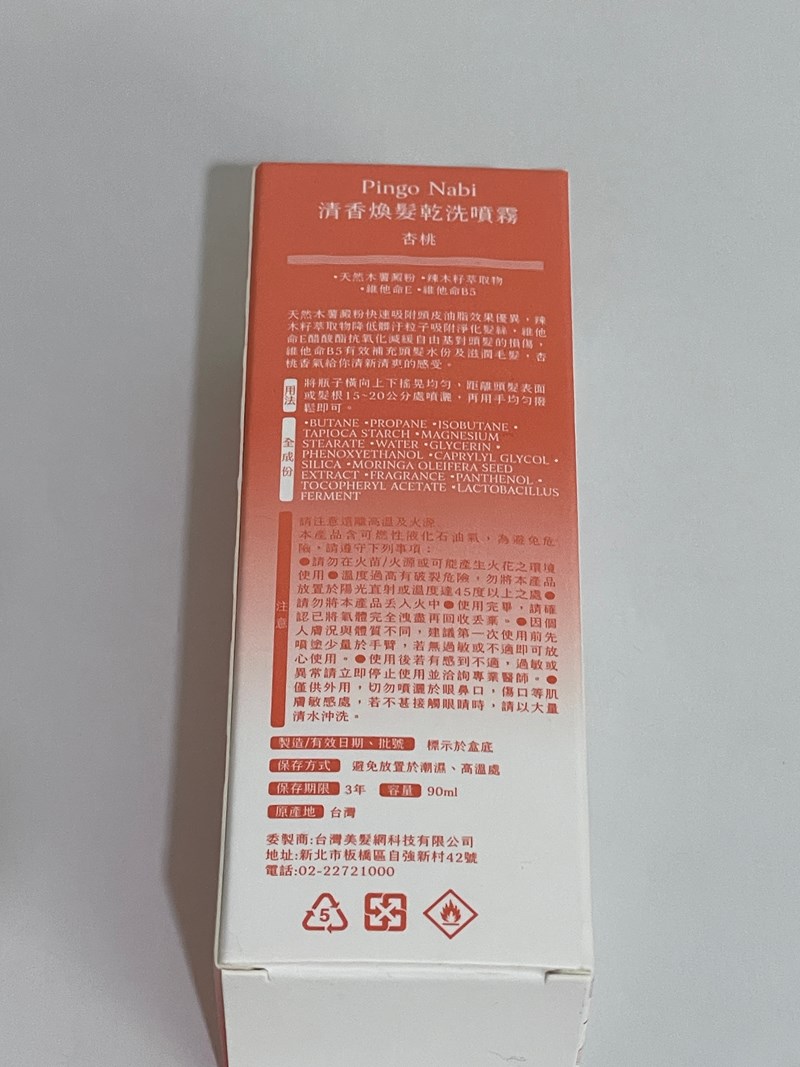 Pingo Nabi
清香煥髮乾洗噴霧
杏桃
•天然木薯澱粉 •辣木籽萃取物
•維他命E •維他命B5
天然木薯澱粉快速吸附頭皮油脂效果優異，辣
木籽萃取物降低髒汙粒子吸附淨化髮絲，維他
命E醋酸酯抗氧化減緩自由基對頭髮的損傷，
維他命B5有效補充頭髮水份及滋潤毛髮，杏
桃香氣給你清新清爽的感受。
用法
將瓶子橫向上下搖晃均勻，距離頭髮表面
或髮根15~20公分處噴灑，再用手均勻撥
鬆即可。
全成份
•BUTANE •PROPANE •ISOBUTANE •
TAPIOCA STARCH •MAGNESIUM
STEARATE •WATER •GLYCERIN •
PHENOXYETHANOL •CAPRYLYL GLYCOL •
SILICA •MORINGA OLEIFERA SEED
EXTRACT •FRAGRANCE •PANTHENOL •
TOCOPHERYL ACETATE •LACTOBACILLUS
FERMENT
注意
請注意遠離高溫及火源
本產品含可燃性液化石油氣，為避免危
險，請遵守下列事項：
●請勿在火苗/火源或可能產生火花之環境
使用●溫度過高有破裂危險，勿將本產品
放置於陽光直射或溫度達45度以上之處●
請勿將本產品丟入火中●使用完畢，請確
認己將氣體完全洩盡再回收丟棄。●因個
人膚況與體質不同，建議第一次使用前先
噴塗少量於手臂，若無過敏或不適即可放
心使用。●使用後若有感到不適，過敏或
異常請立即停止使用並洽詢專業醫師。●
僅供外用，切勿噴灑於眼鼻口，傷口等肌
膚敏感處，若不甚接觸眼睛時，請以大量
清水沖洗。
製造/有效日期、批號 標示於盒底
保存方式 避免放置於潮濕、高溫處
保存期限 3年 容量 90ml
原產地 台灣
委製商:台灣美髮網科技有限公司
地址:新北市板橋區自強新村42號
電話:02-22721000
5